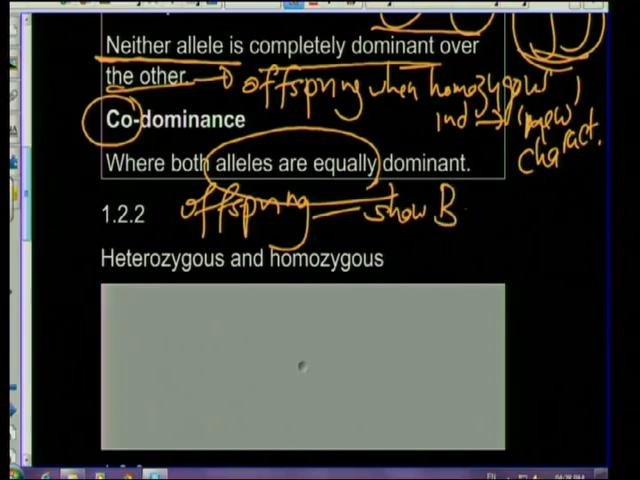 Neither allele is completely dominant over
the other. → offspring when homozygous
ind → 'new'
charact.
Co-dominance
Where both alleles are equally dominant.
offspring — show B
1.2.2
Heterozygous and homozygous